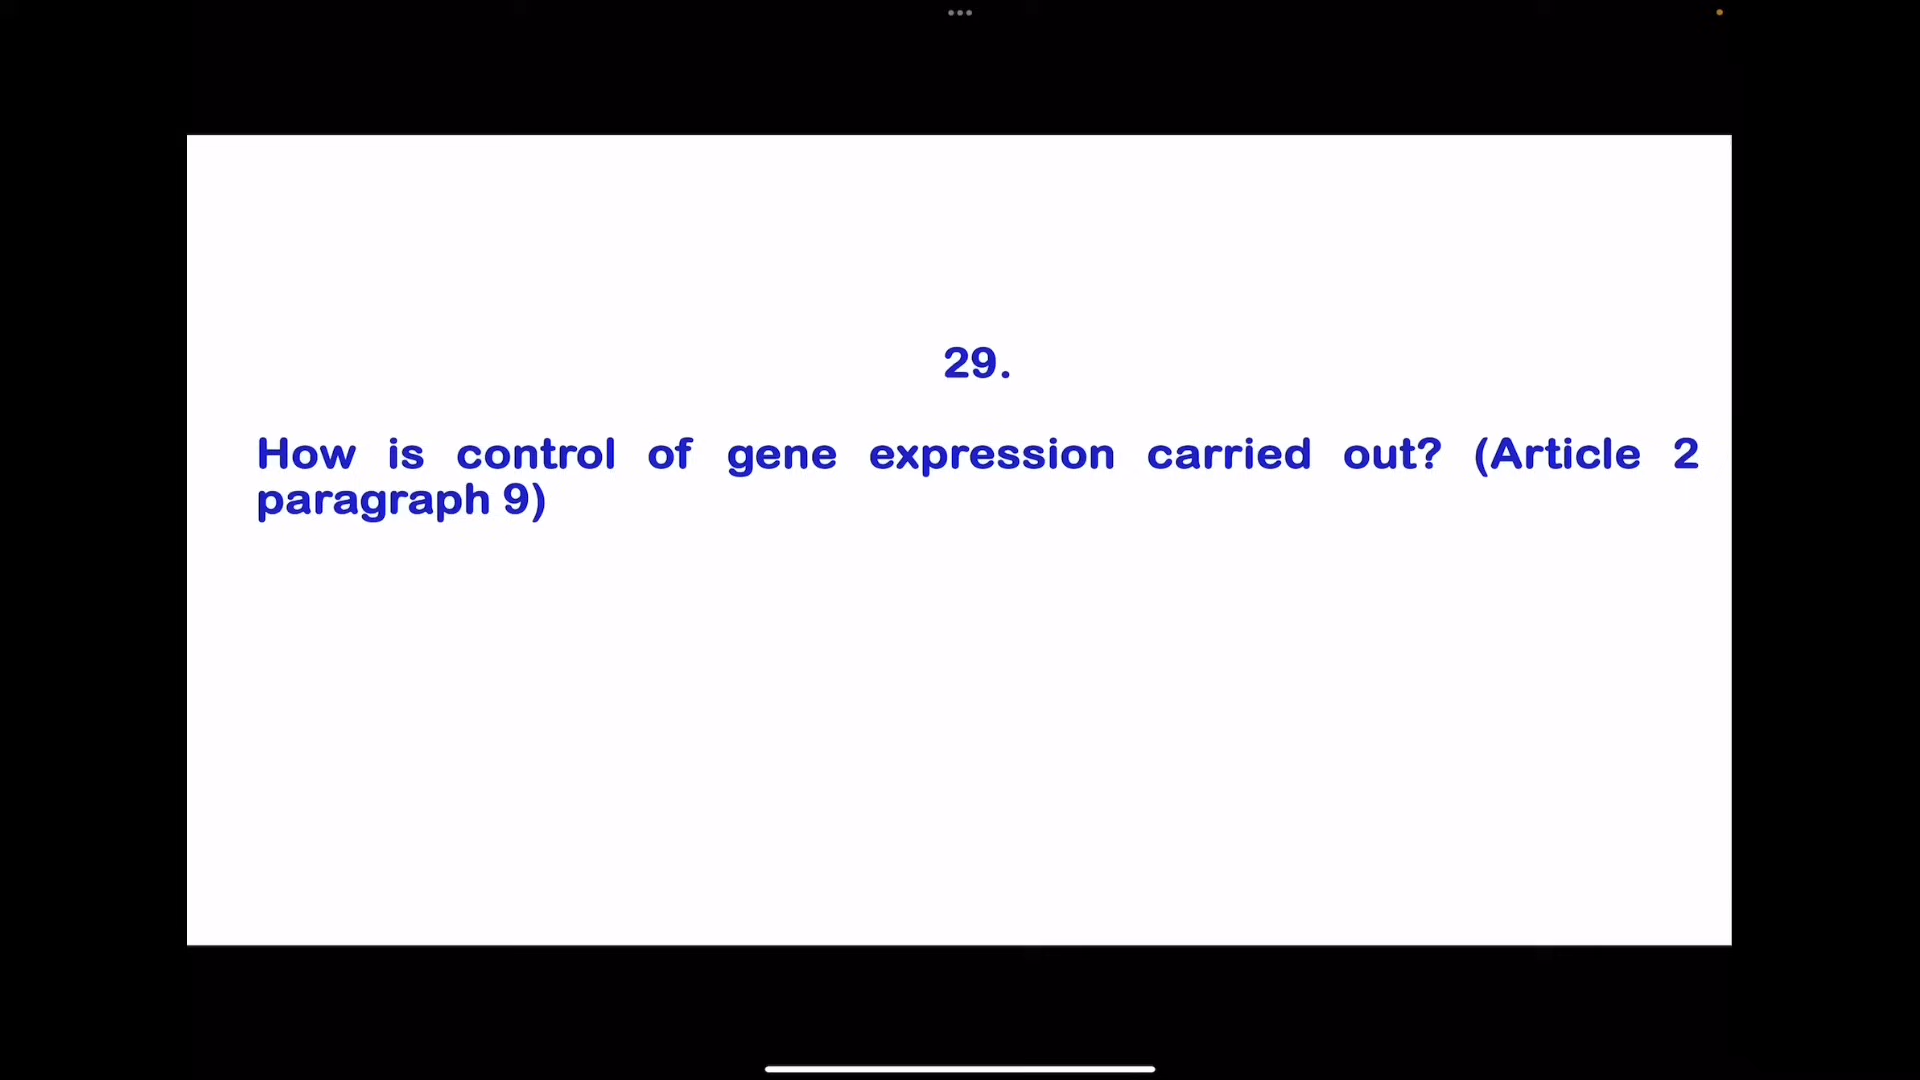 29.
How is control of gene expression carried out? (Article 2
paragraph 9)